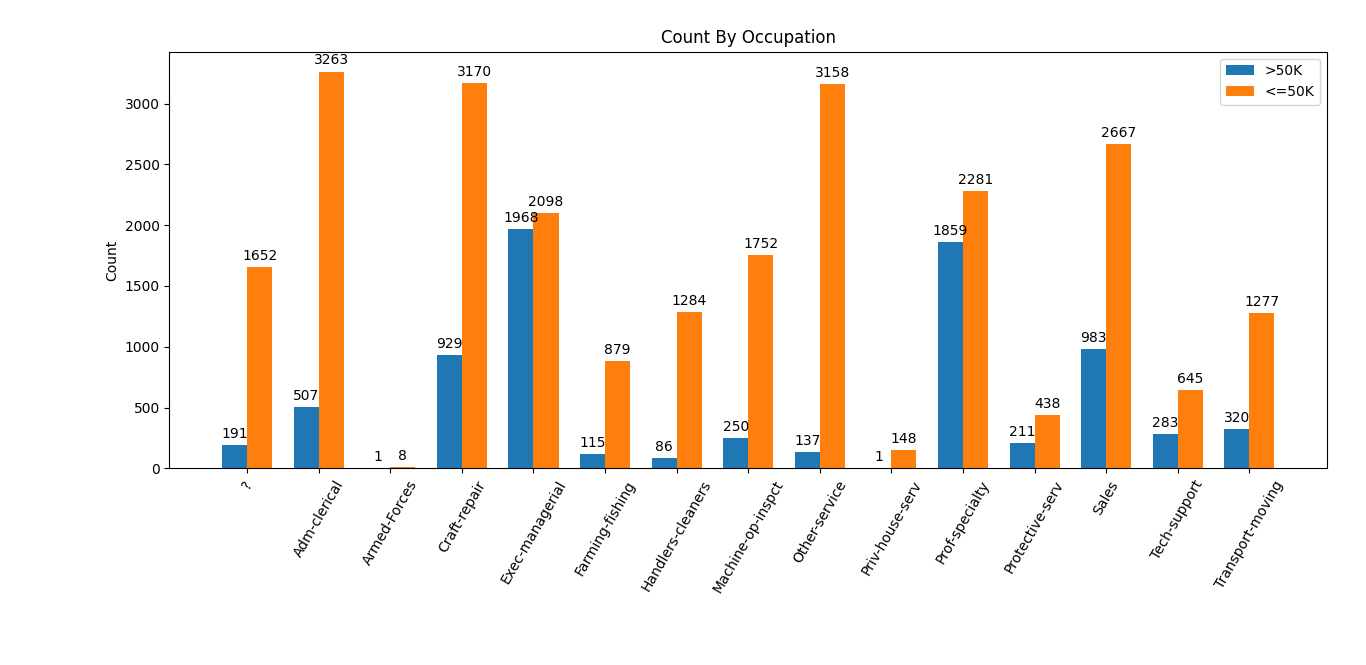 Count By Occupation
>50K
<=50K
Count
3000
2500
2000
1500
1000
500
0
191
1652
507
3263
1
8
929
3170
1968
2098
115
879
86
1284
250
1752
137
3158
1
148
1859
2281
211
438
983
2667
283
645
320
1277
?
Adm-clerical
Armed-Forces
Craft-repair
Exec-managerial
Farming-fishing
Handlers-cleaners
Machine-op-inspct
Other-service
Priv-house-serv
Prof-specialty
Protective-serv
Sales
Tech-support
Transport-moving